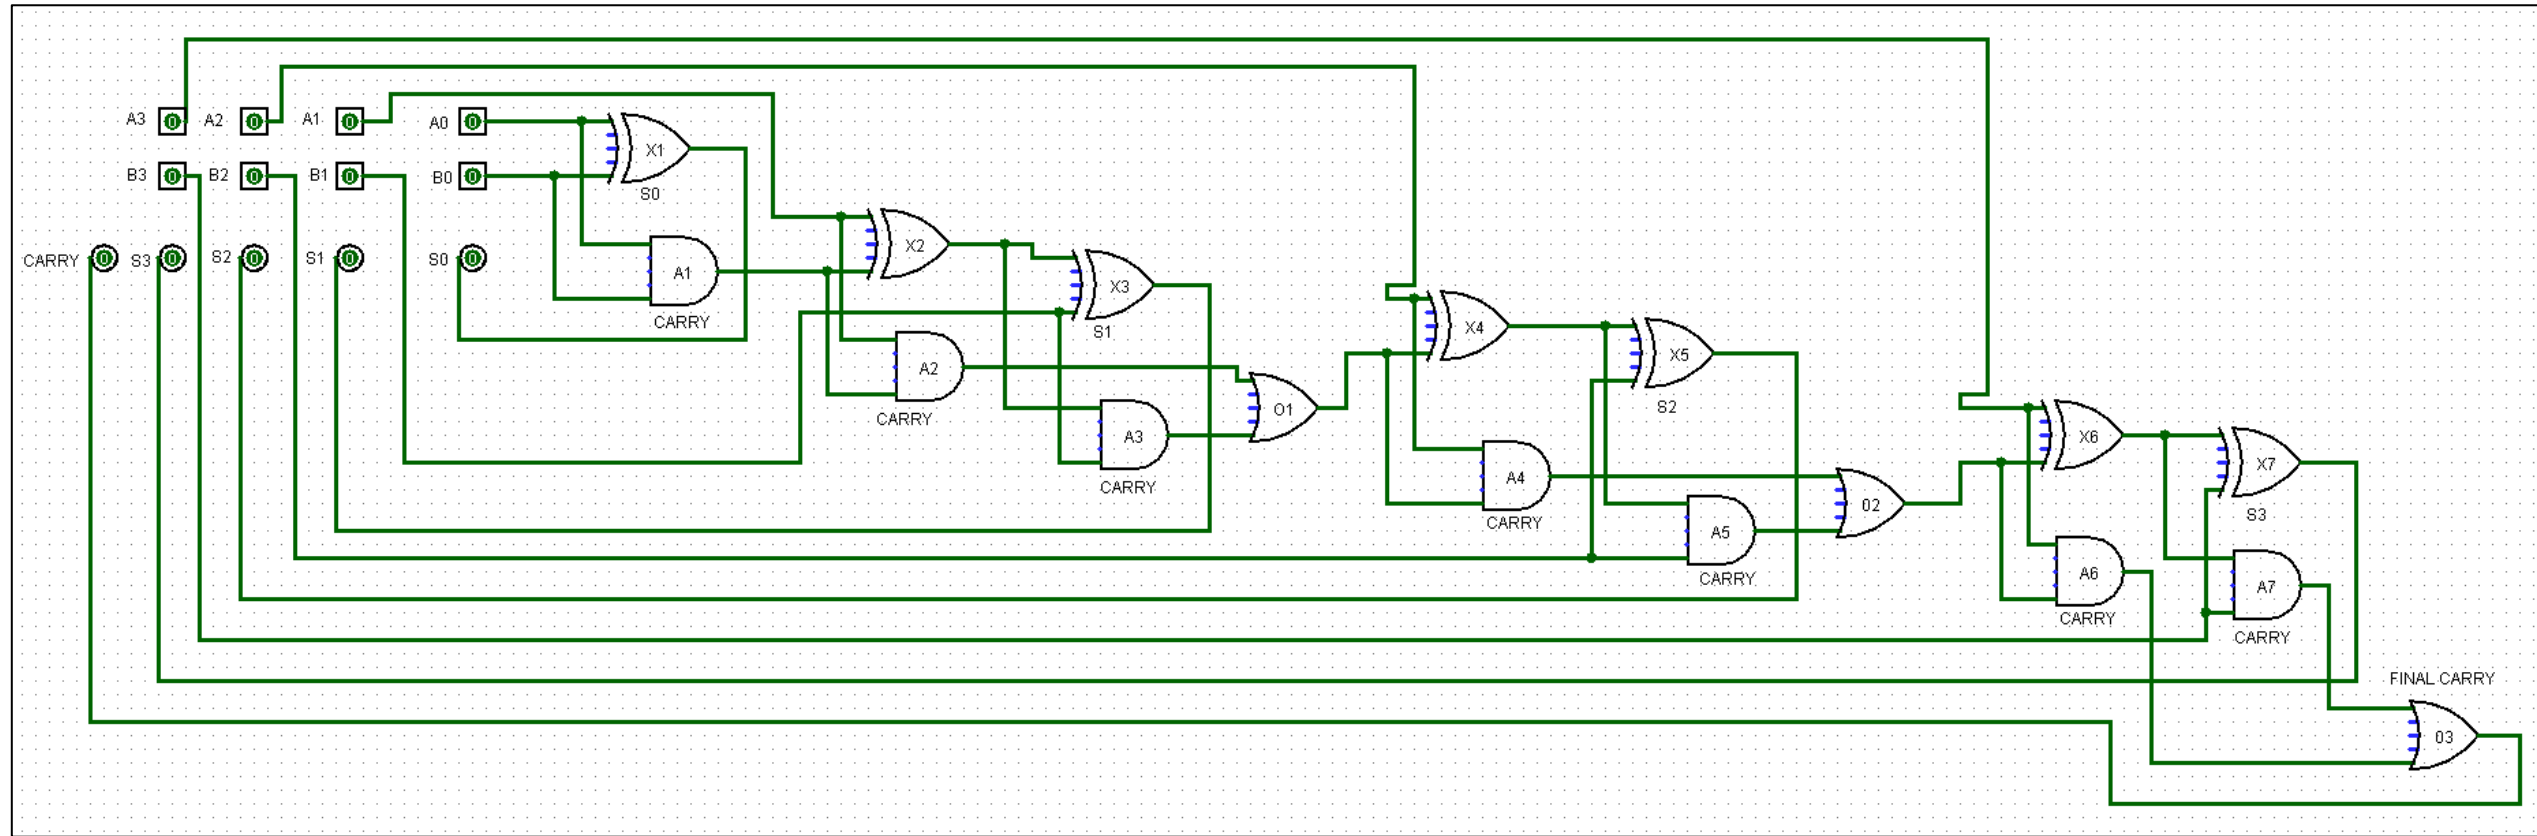 A3 0 A2 0 A1 0 A0 0
X1
B3 0 B2 0 B1 0 B0 0
S0
X2
CARRY 0 S3 0 S2 0 S1 0 S0 0
A1
X3
CARRY
S1
X4
X5
A2
S2
CARRY
O1
A3
X6
X7
CARRY
A4
02
S3
CARRY
A5
CARRY
A6
A7
CARRY
CARRY
FINAL CARRY
03